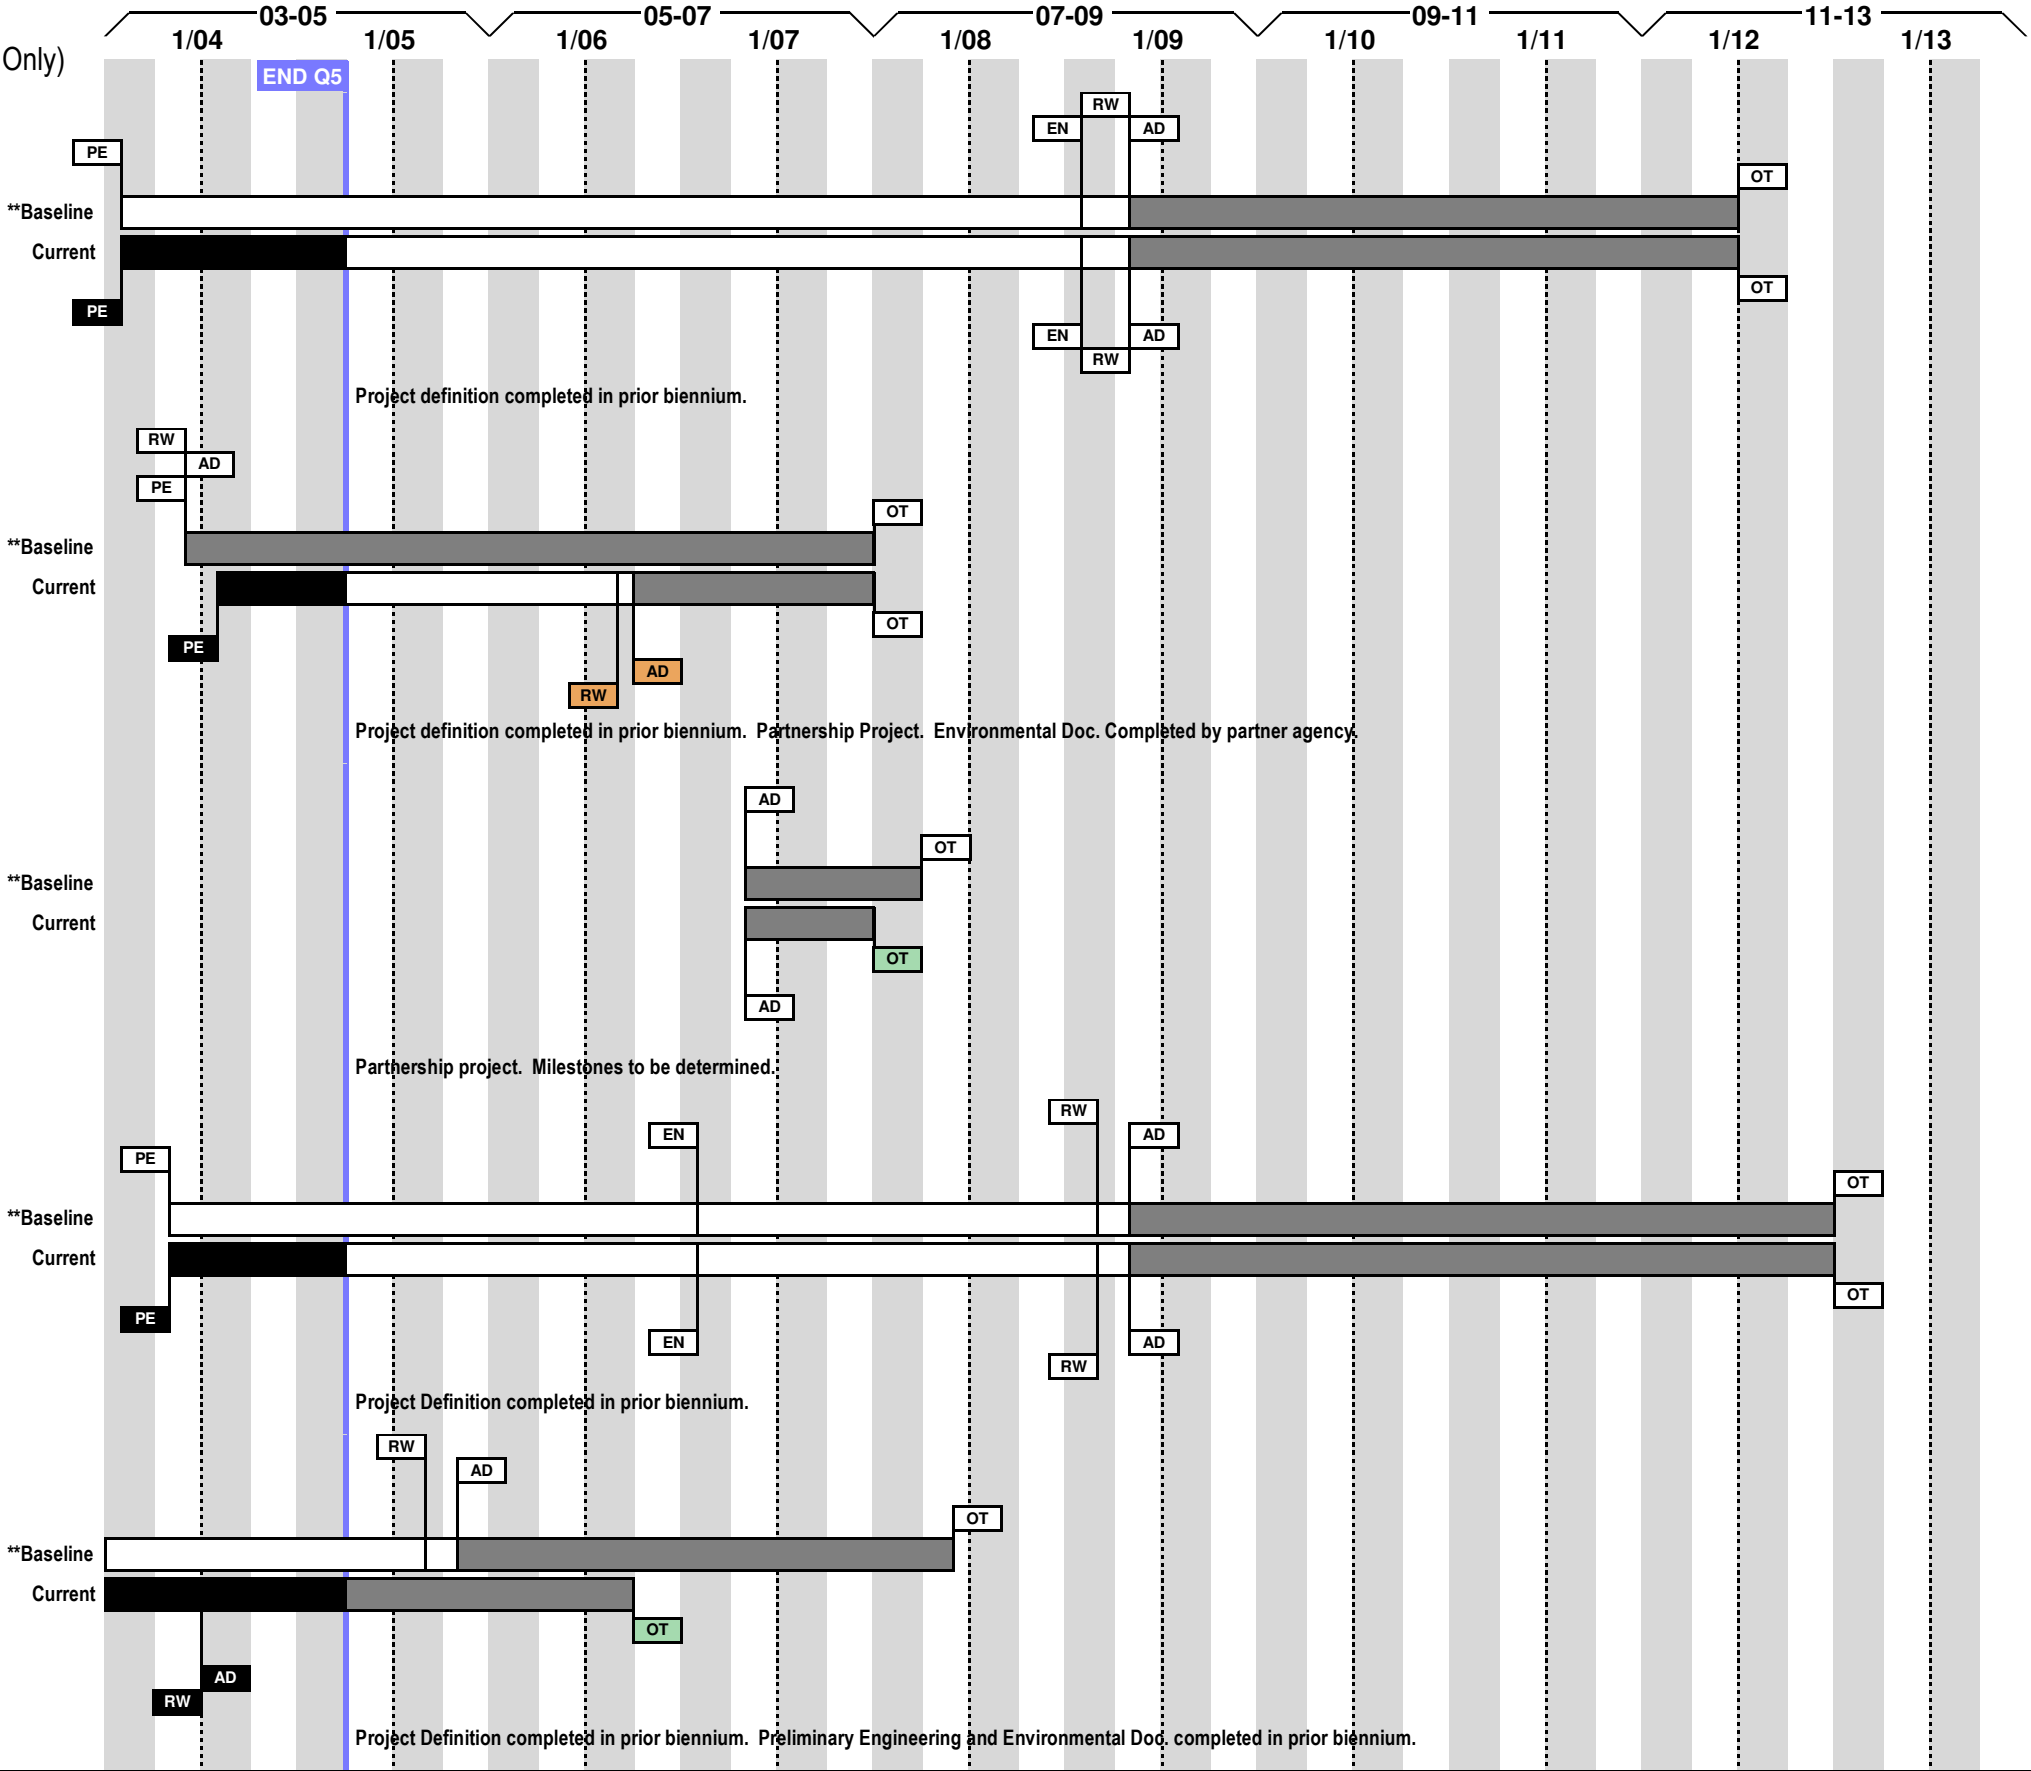 03-05 05-07 07-09 09-11 11-13
1/04 1/05 1/06 1/07 1/08 1/09 1/10 1/11 1/12 1/13
Only)
END Q5
RW
EN AD
PE
OT
**Baseline
Current
OT
PE
EN AD
RW
Project definition completed in prior biennium.
RW
AD
PE
OT
**Baseline
Current
OT
PE
AD
RW
Project definition completed in prior biennium. Partnership Project. Environmental Doc. Completed by partner agency.
AD
OT
**Baseline
Current
OT
AD
Partnership project. Milestones to be determined.
RW
EN AD
PE
OT
**Baseline
Current
OT
PE
EN AD
RW
Project Definition completed in prior biennium.
RW
AD
OT
**Baseline
Current
OT
AD
RW
Project Definition completed in prior biennium. Preliminary Engineering and Environmental Doc. completed in prior biennium.